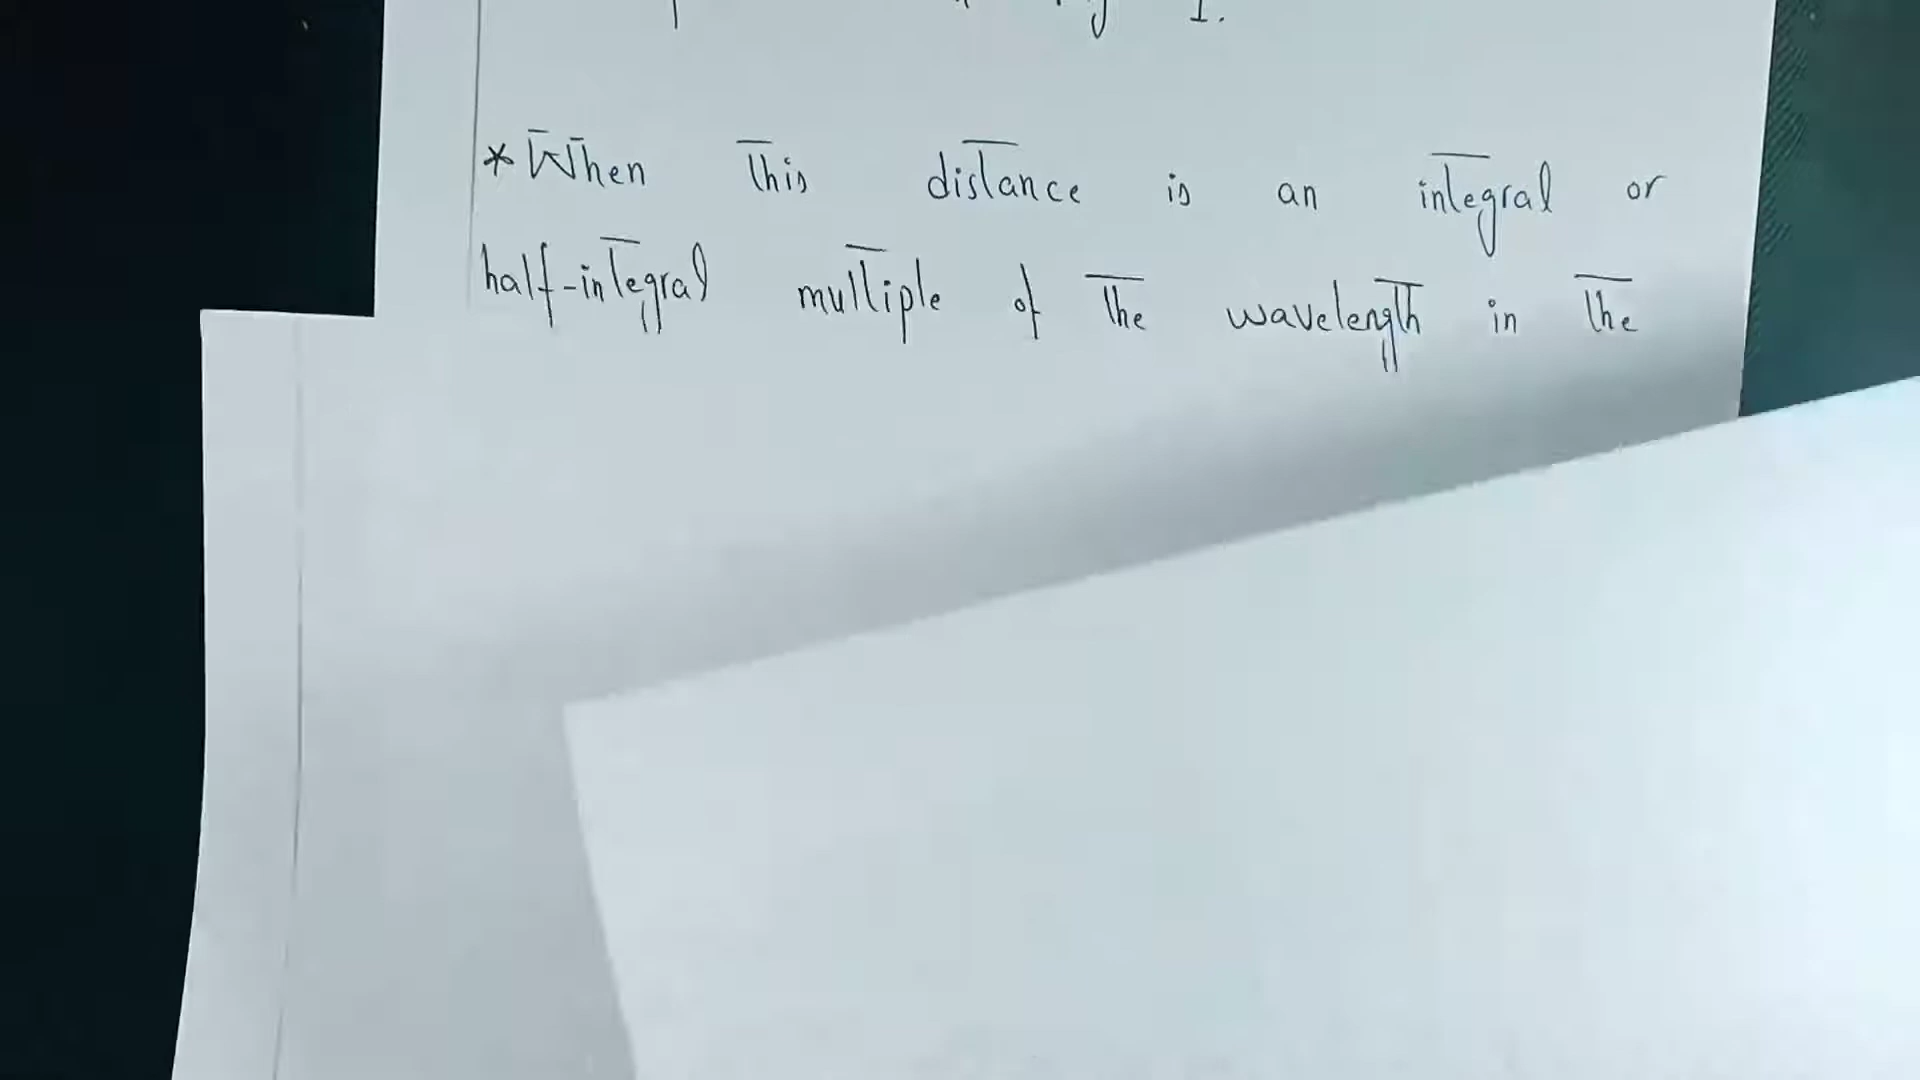 I.
* When this distance is an integral or
half-integral multiple of the wavelength in the